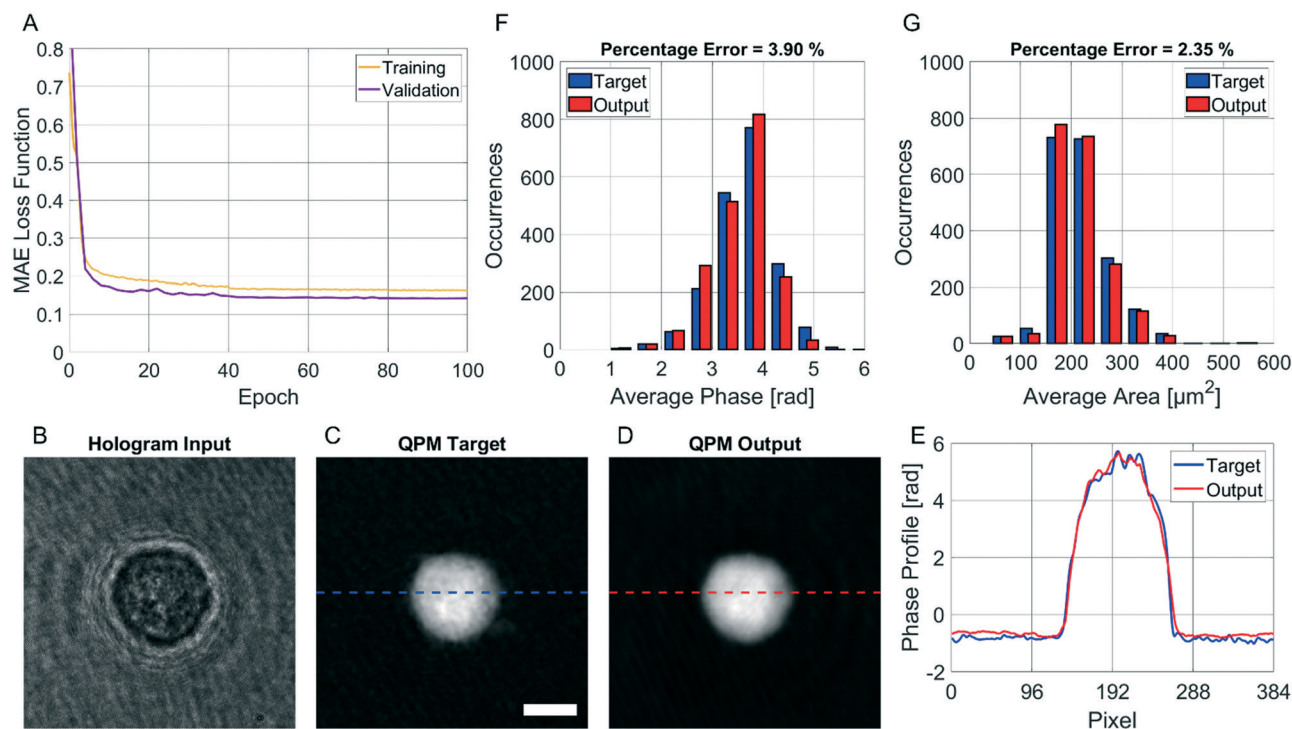 A
0.8
0.7
0.6
0.5
0.4
0.3
0.2
0.1
0
MAE Loss Function
Training
Validation
0 20 40 60 80 100
Epoch
F
Percentage Error = 3.90 %
1000
800
600
400
200
0
Occurrences
Target
Output
0 1 2 3 4 5 6
Average Phase [rad]
G
Percentage Error = 2.35 %
1000
800
600
400
200
0
Occurrences
Target
Output
0 100 200 300 400 500 600
Average Area [µm²]
B
Hologram Input
C
QPM Target
D
QPM Output
E
6
4
2
0
-2
Phase Profile [rad]
Target
Output
0 96 192 288 384
Pixel